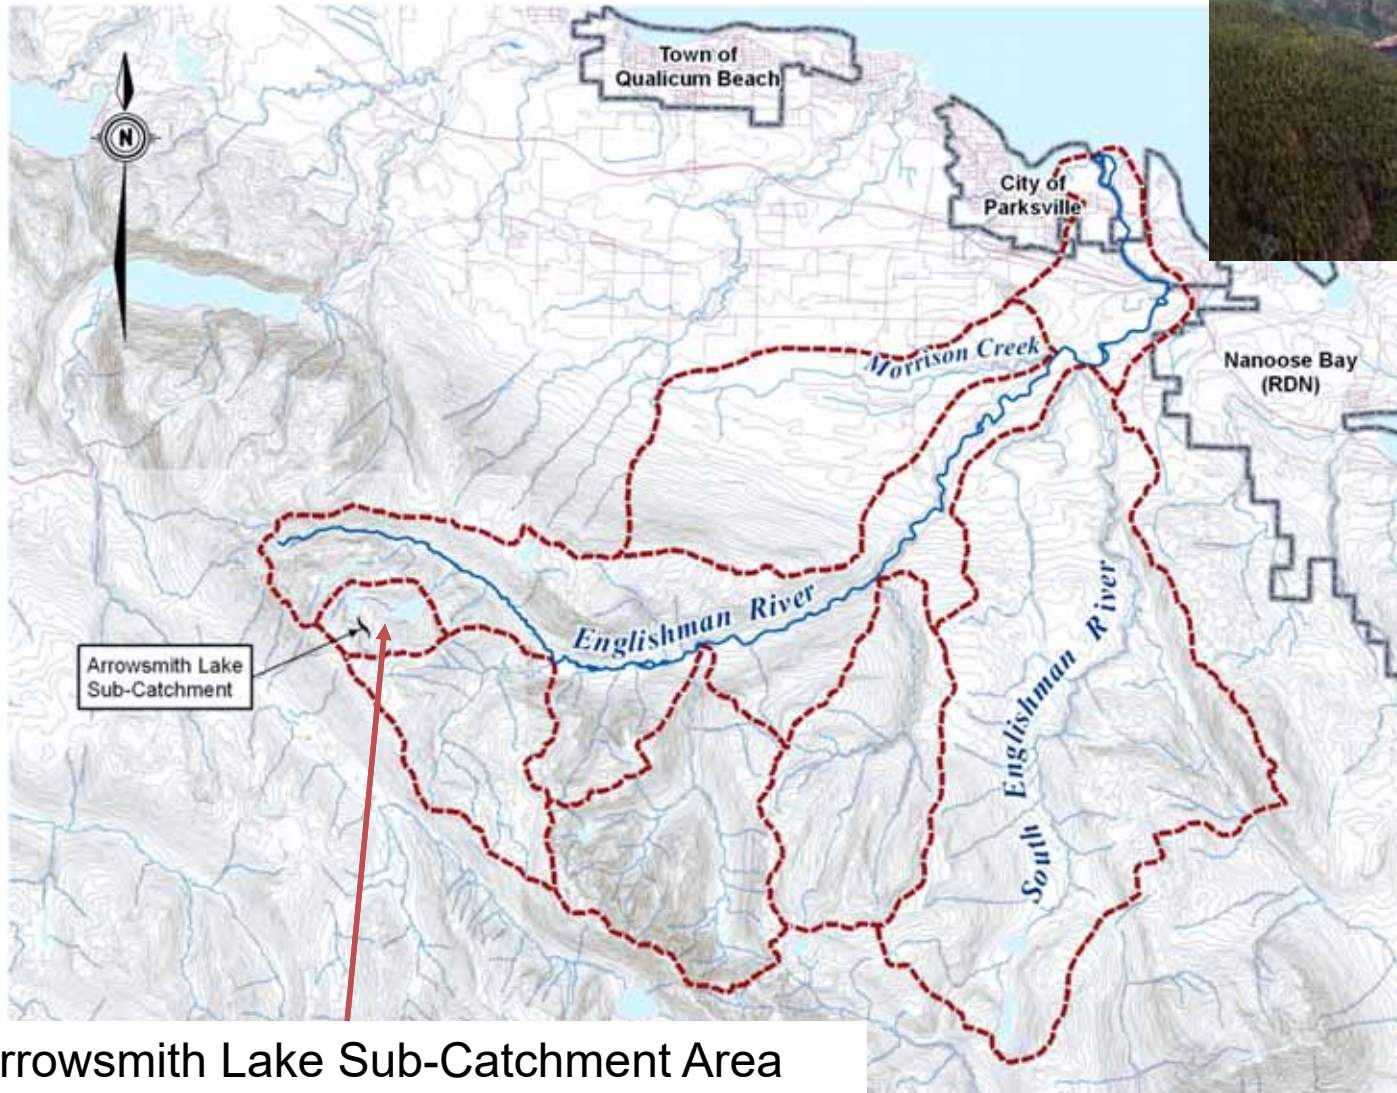 Town of
Qualicum Beach
N
City of
Parksville
Morrison Creek
Nanoose Bay
(RDN)
Englishman River
Arrowsmith Lake
Sub-Catchment
South Englishman River
rrowsmith Lake Sub-Catchment Area